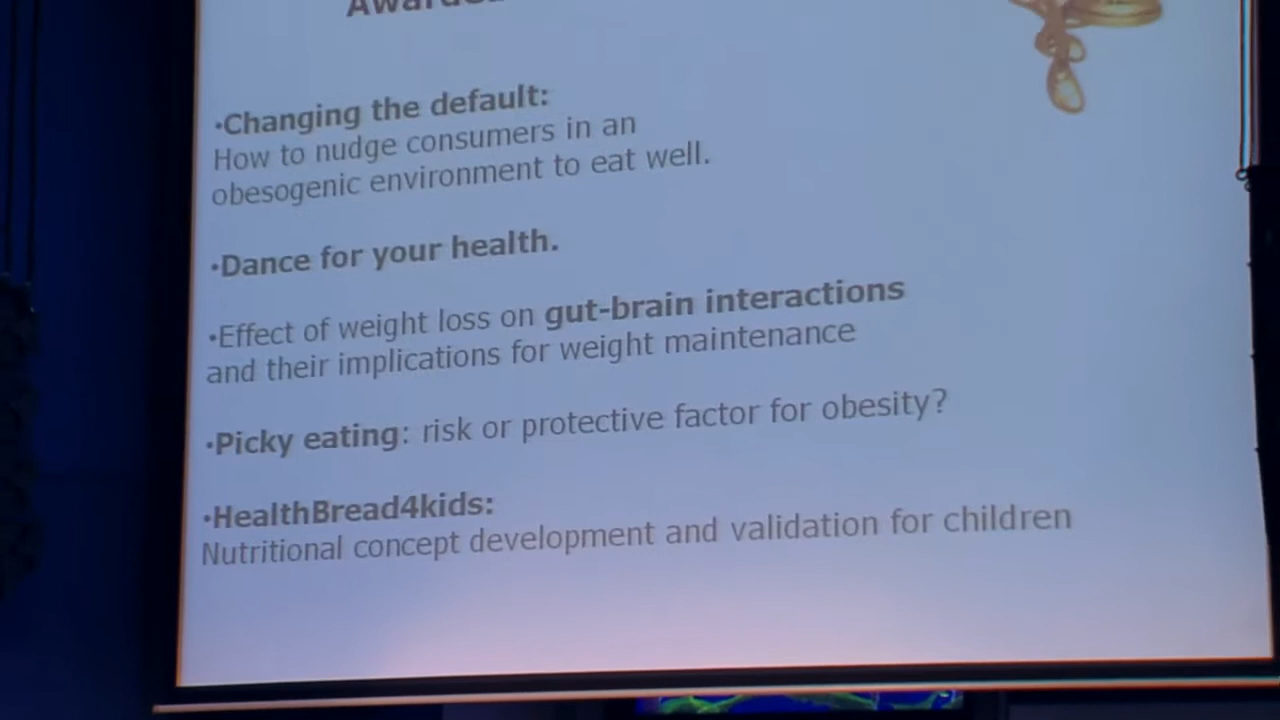 •Changing the default:
How to nudge consumers in an
obesogenic environment to eat well.
•Dance for your health.
•Effect of weight loss on gut-brain interactions
and their implications for weight maintenance
•Picky eating: risk or protective factor for obesity?
•HealthBread4kids:
Nutritional concept development and validation for children